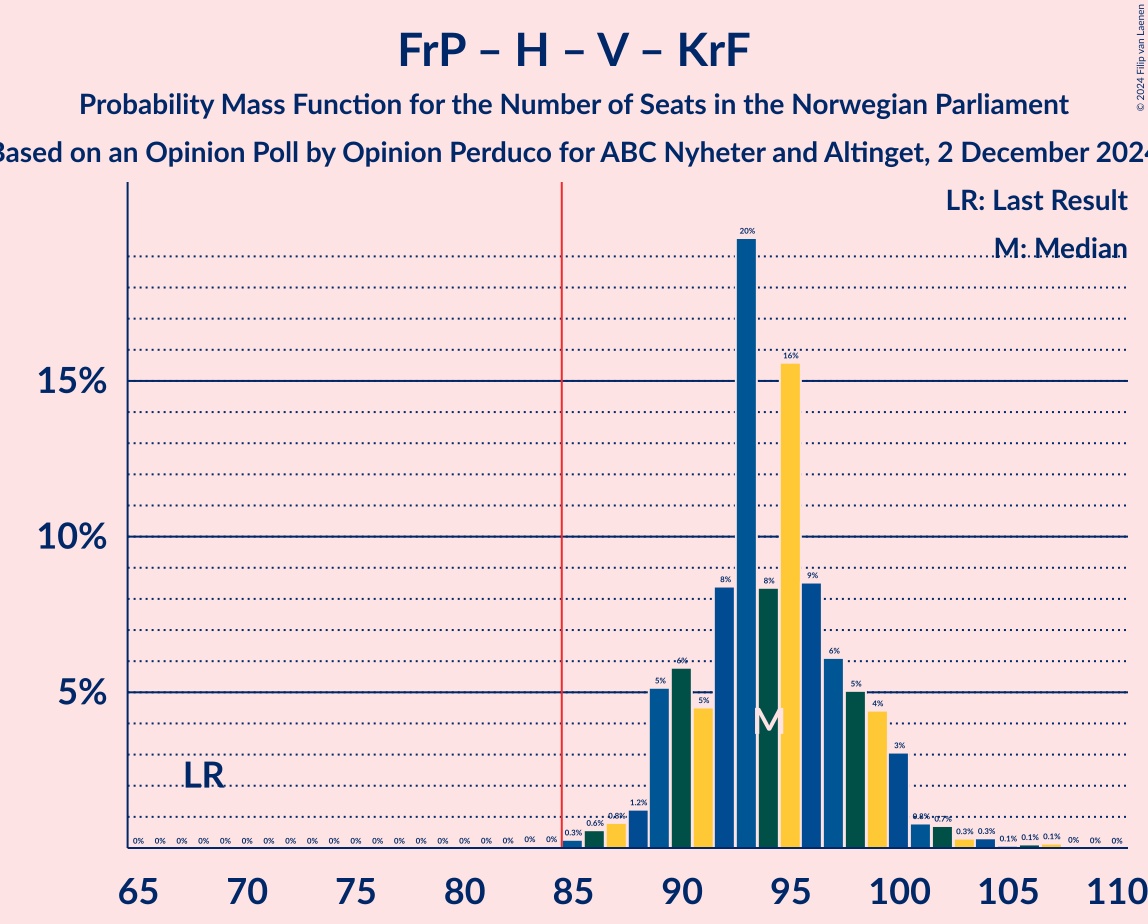 FrP – H – V – KrF
Probability Mass Function for the Number of Seats in the Norwegian Parliament
Based on an Opinion Poll by Opinion Perduco for ABC Nyheter and Altinget, 2 December 2024
© 2024 Filip van Laenen
LR: Last Result
M: Median
15%
10%
5%
LR
M
0% 0% 0% 0% 0% 0% 0% 0% 0% 0% 0% 0% 0% 0% 0% 0% 0% 0% 0% 0% 0.3% 0.6% 0.8% 1.2% 5% 6% 5% 8% 20% 8% 16% 9% 6% 5% 4% 3% 0.8% 0.7% 0.3% 0.3% 0.1% 0.1% 0.1% 0% 0% 0%
65 70 75 80 85 90 95 100 105 110